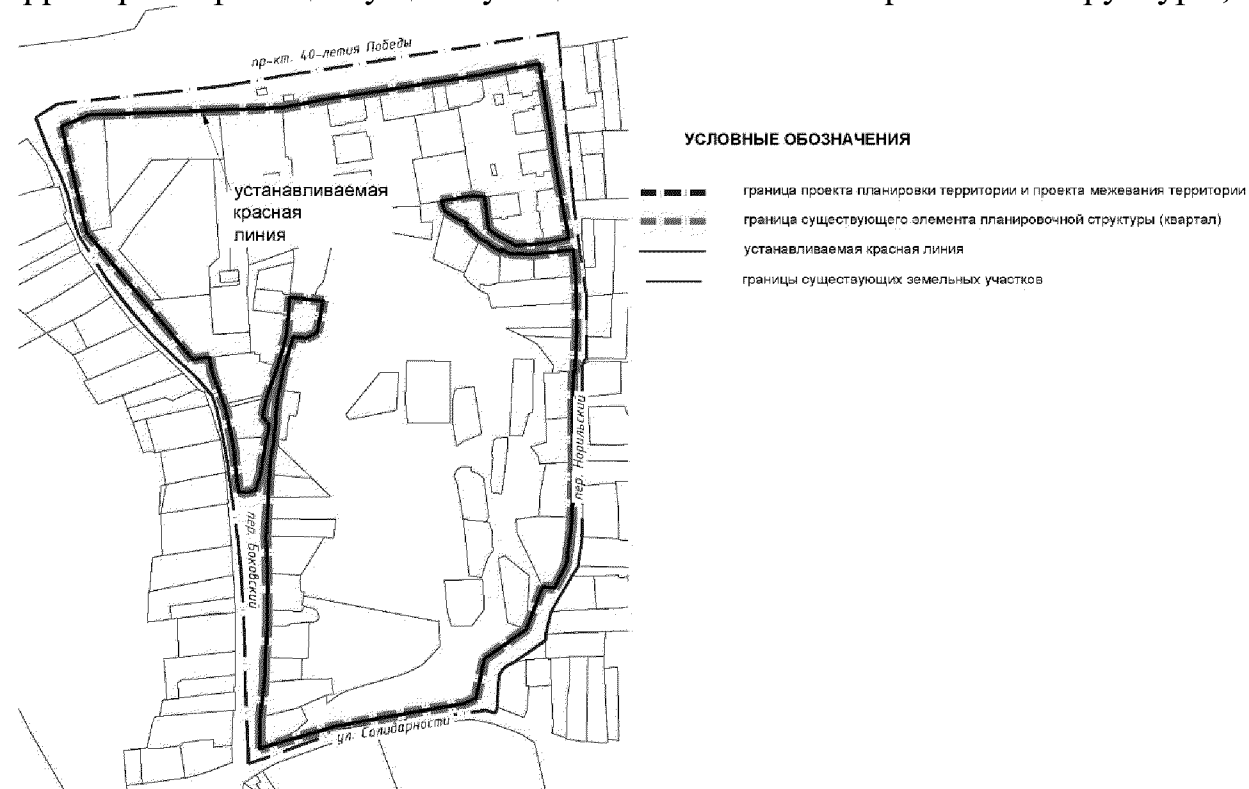 пр-кт. 40-летия Победы
устанавливаемая
красная
линия
пер. Норильский
пер. Боковский
ул. Солидарности
УСЛОВНЫЕ ОБОЗНАЧЕНИЯ
граница проекта планировки территории и проекта межевания территории
граница существующего элемента планировочной структуры (квартал)
устанавливаемая красная линия
границы существующих земельных участков